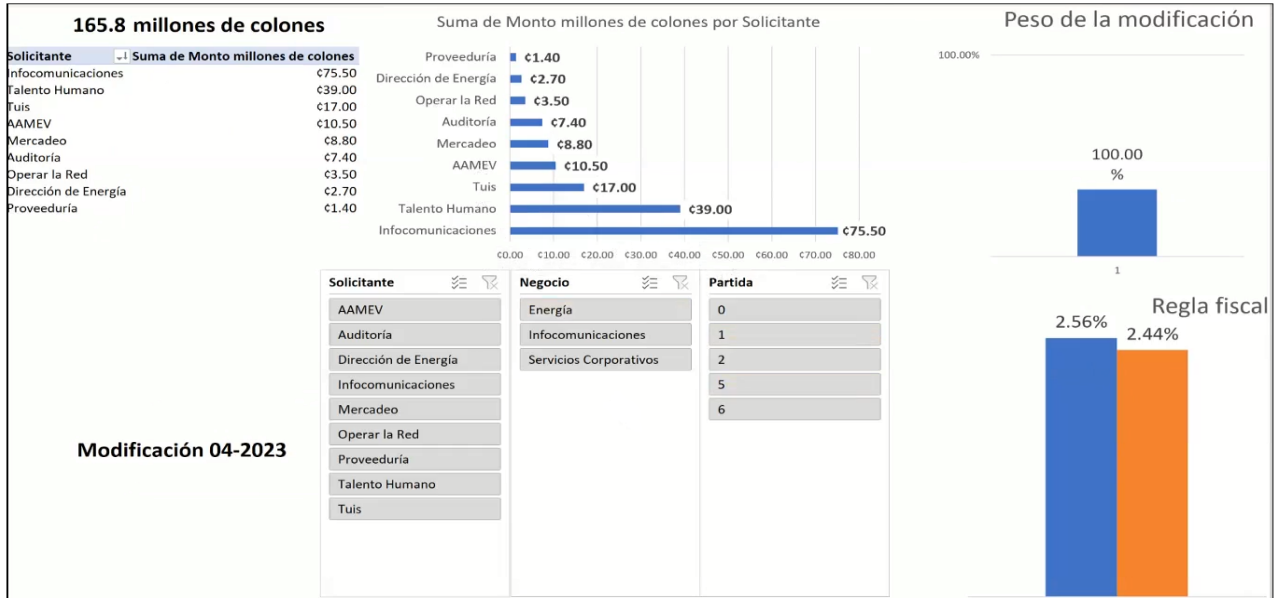 165.8 millones de colones
Solicitante Suma de Monto millones de colones
Infocomunicaciones ¢75.50
Talento Humano ¢39.00
Tuis ¢17.00
AAMEV ¢10.50
Mercadeo ¢8.80
Auditoría ¢7.40
Operar la Red ¢3.50
Dirección de Energía ¢2.70
Proveeduría ¢1.40
Suma de Monto millones de colones por Solicitante
Proveeduría ¢1.40
Dirección de Energía ¢2.70
Operar la Red ¢3.50
Auditoría ¢7.40
Mercadeo ¢8.80
AAMEV ¢10.50
Tuis ¢17.00
Talento Humano ¢39.00
Infocomunicaciones ¢75.50
¢0.00 ¢10.00 ¢20.00 ¢30.00 ¢40.00 ¢50.00 ¢60.00 ¢70.00 ¢80.00
Peso de la modificación
100.00%
100.00
%
1
Solicitante
AAMEV
Auditoría
Dirección de Energía
Infocomunicaciones
Mercadeo
Operar la Red
Proveeduría
Talento Humano
Tuis
Negocio
Energía
Infocomunicaciones
Servicios Corporativos
Partida
0
1
2
5
6
Regla fiscal
2.56%
2.44%
Modificación 04-2023